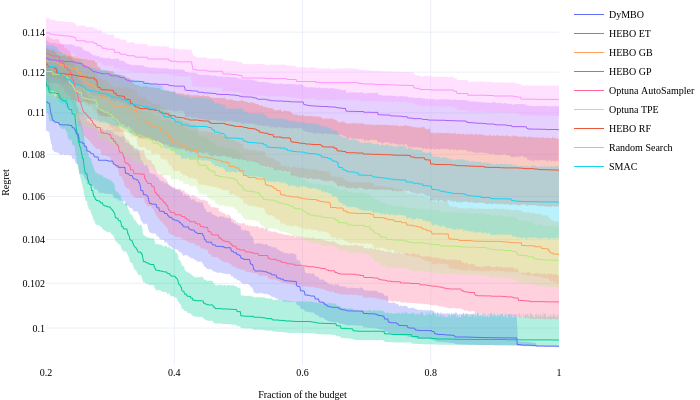 0.114
0.112
0.11
0.108
0.106
0.104
0.102
0.1
Regret
0.2
0.4
0.6
0.8
1
Fraction of the budget
DyMBO
HEBO ET
HEBO GB
HEBO GP
Optuna AutoSampler
Optuna TPE
HEBO RF
Random Search
SMAC